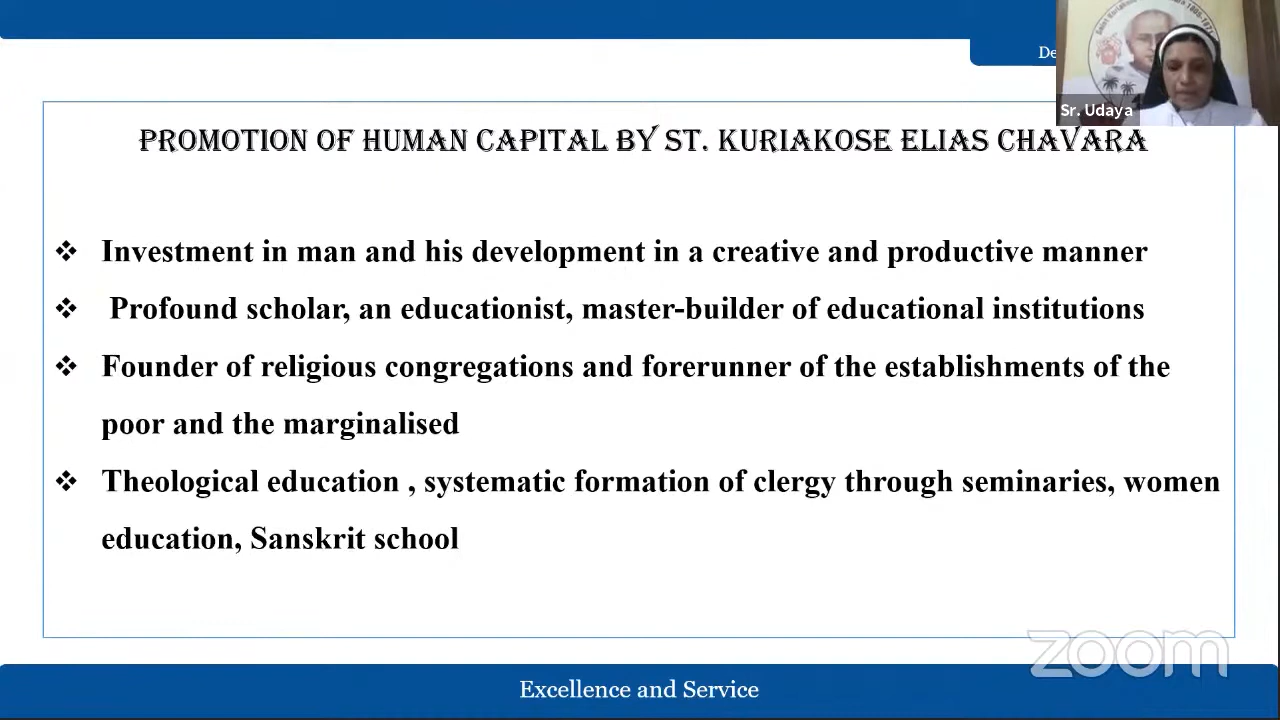 De
Sr. Udaya
PROMOTION OF HUMAN CAPITAL BY ST. KURIAKOSE ELIAS CHAVARA
❖ Investment in man and his development in a creative and productive manner
❖ Profound scholar, an educationist, master-builder of educational institutions
❖ Founder of religious congregations and forerunner of the establishments of the
poor and the marginalised
❖ Theological education , systematic formation of clergy through seminaries, women
education, Sanskrit school
zoom
Excellence and Service